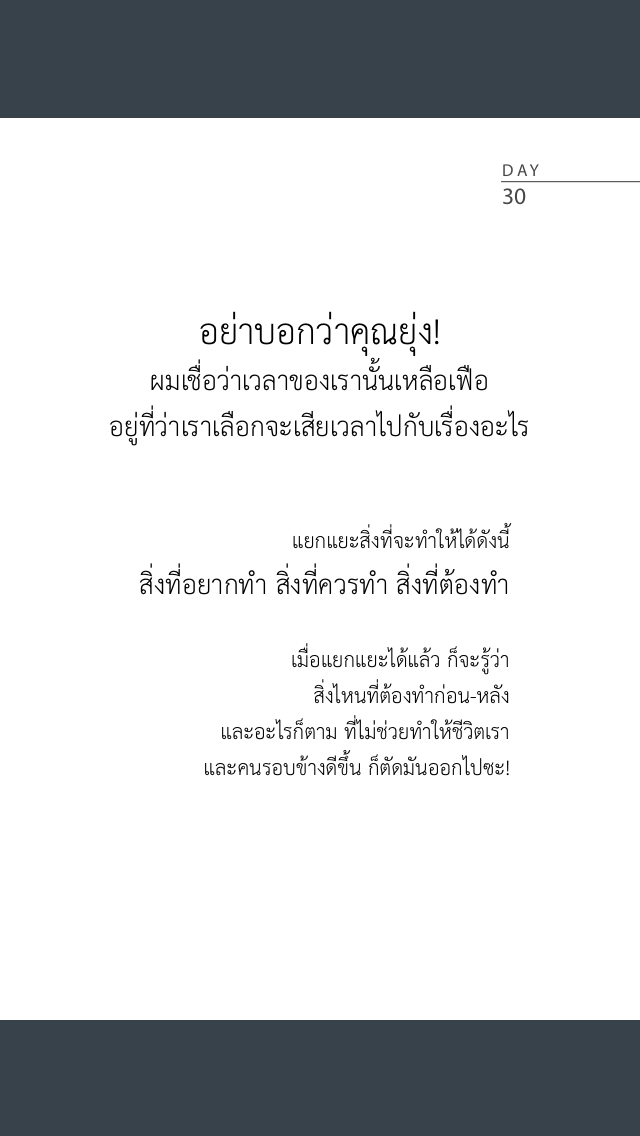 DAY
30
อย่าบอกว่าคุณยุ่ง!
ผมเชื่อว่าเวลาของเรานั้นเหลือเฟือ
อยู่ที่ว่าเราเลือกจะเสียเวลาไปกับเรื่องอะไร
แยกแยะสิ่งที่จะทำให้ได้ดังนี้
สิ่งที่อยากทำ สิ่งที่ควรทำ สิ่งที่ต้องทำ
เมื่อแยกแยะได้แล้ว ก็จะรู้ว่า
สิ่งไหนที่ต้องทำก่อน-หลัง
และอะไรก็ตาม ที่ไม่ช่วยทำให้ชีวิตเรา
และคนรอบข้างดีขึ้น ก็ตัดมันออกไปซะ!